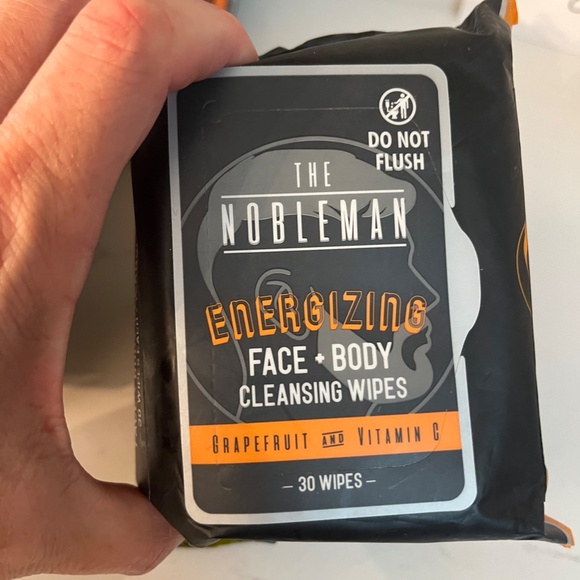 DO NOT
FLUSH
THE
NOBLEMAN
ENERGIZING
FACE + BODY
CLEANSING WIPES
GRAPEFRUIT AND VITAMIN C
– 30 WIPES –